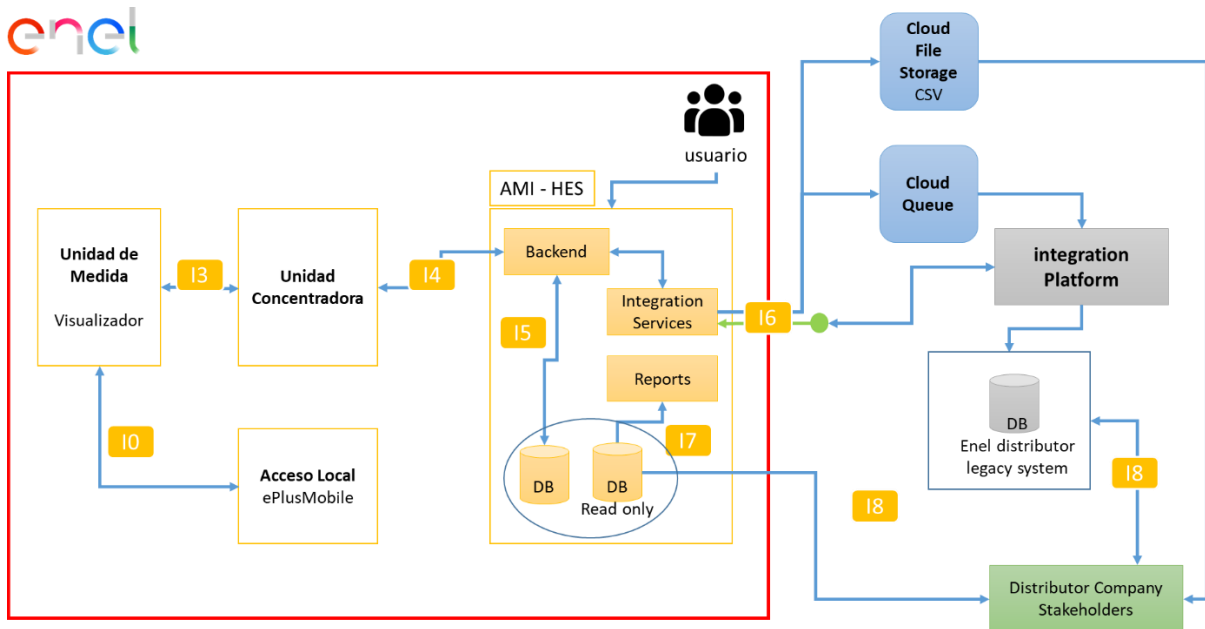 enel
Cloud
File
Storage
CSV
usuario
Cloud
Queue
AMI - HES
Unidad de
Medida
Visualizador
I3
Unidad
Concentradora
I4
Backend
integration
Platform
I5
Integration
Services
I6
Reports
I7
DB
DB
Read only
DB
Enel distributor
legacy system
I8
I8
I0
Acceso Local
ePlusMobile
Distributor Company
Stakeholders